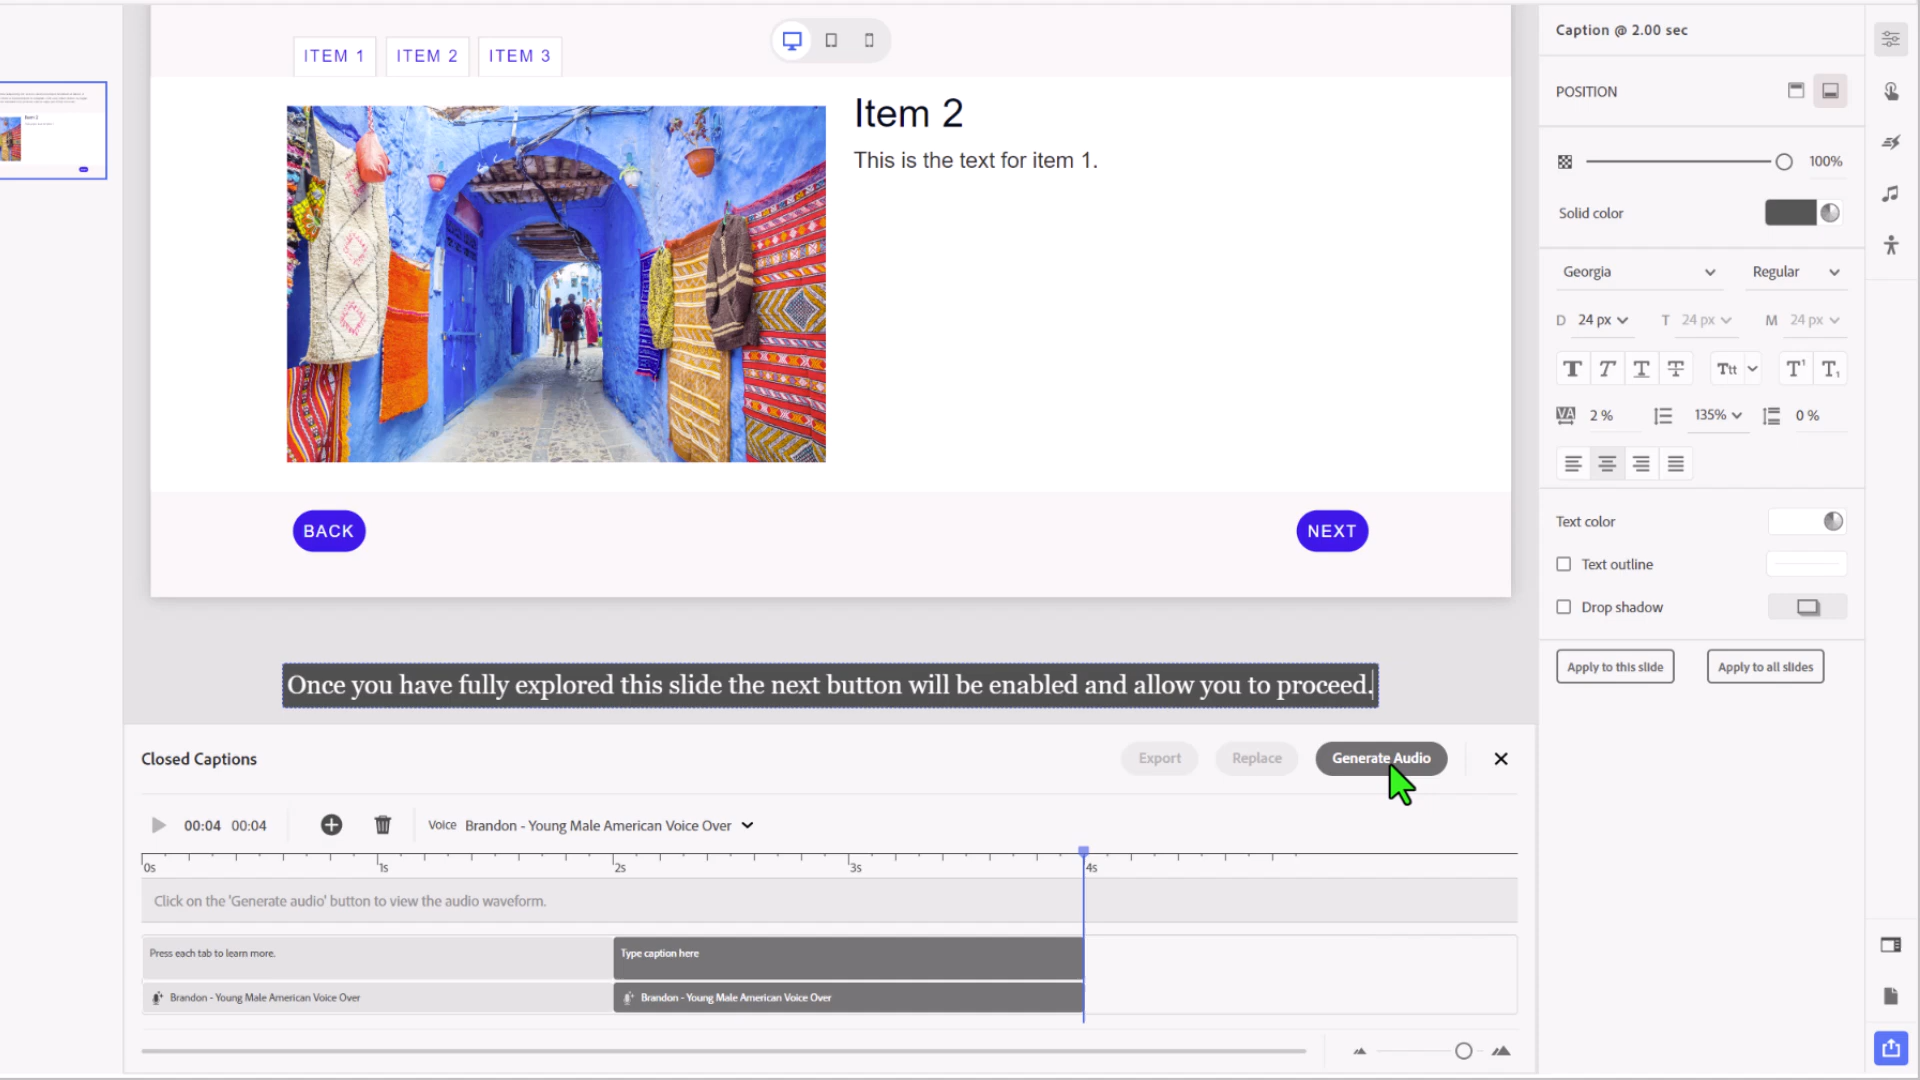 Caption @ 2.00 sec
ITEM 1 ITEM 2 ITEM 3
POSITION
Item 2
This is the text for item 1.
100%
Solid color
Georgia Regular
D 24 px T 24 px M 24 px
VA 2 % 135% 0 %
BACK NEXT
Text color
Text outline
Drop shadow
Apply to this slide Apply to all slides
Once you have fully explored this slide the next button will be enabled and allow you to proceed.
Closed Captions Export Replace Generate Audio
00:04 00:04 Voice Brandon - Young Male American Voice Over
0s 1s 2s 3s 4s
Click on the 'Generate audio' button to view the audio waveform.
Press each tab to learn more. Type caption here
Brandon - Young Male American Voice Over Brandon - Young Male American Voice Over